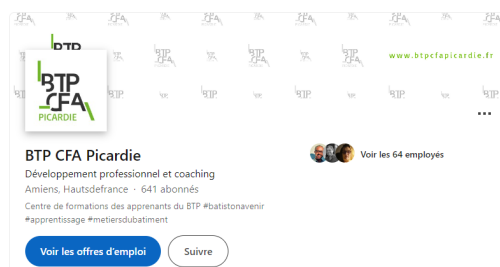 BTP
CFA
www.btpcfapicardie.fr
BTP
CFA
PICARDIE
BTP CFA Picardie
Voir les 64 employés
Développement professionnel et coaching
Amiens, Hautsdefrance · 641 abonnés
Centre de formations des apprenants du BTP #batistonavenir
#apprentissage #metiersdubatiment
Voir les offres d'emploi
Suivre